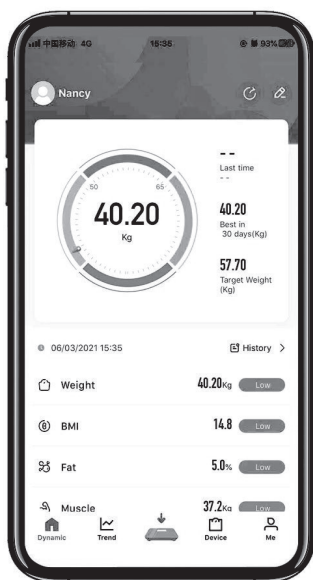 中国移动 4G 15:35 93%
Nancy
50 65
40.20
Kg
--
Last time
--
40.20
Best in
30 days(Kg)
57.70
Target Weight
(Kg)
06/03/2021 15:35 History >
Weight 40.20Kg Low
BMI 14.8 Low
Fat 5.0% Low
Muscle 37.2Kg Low
Dynamic Trend Device Me